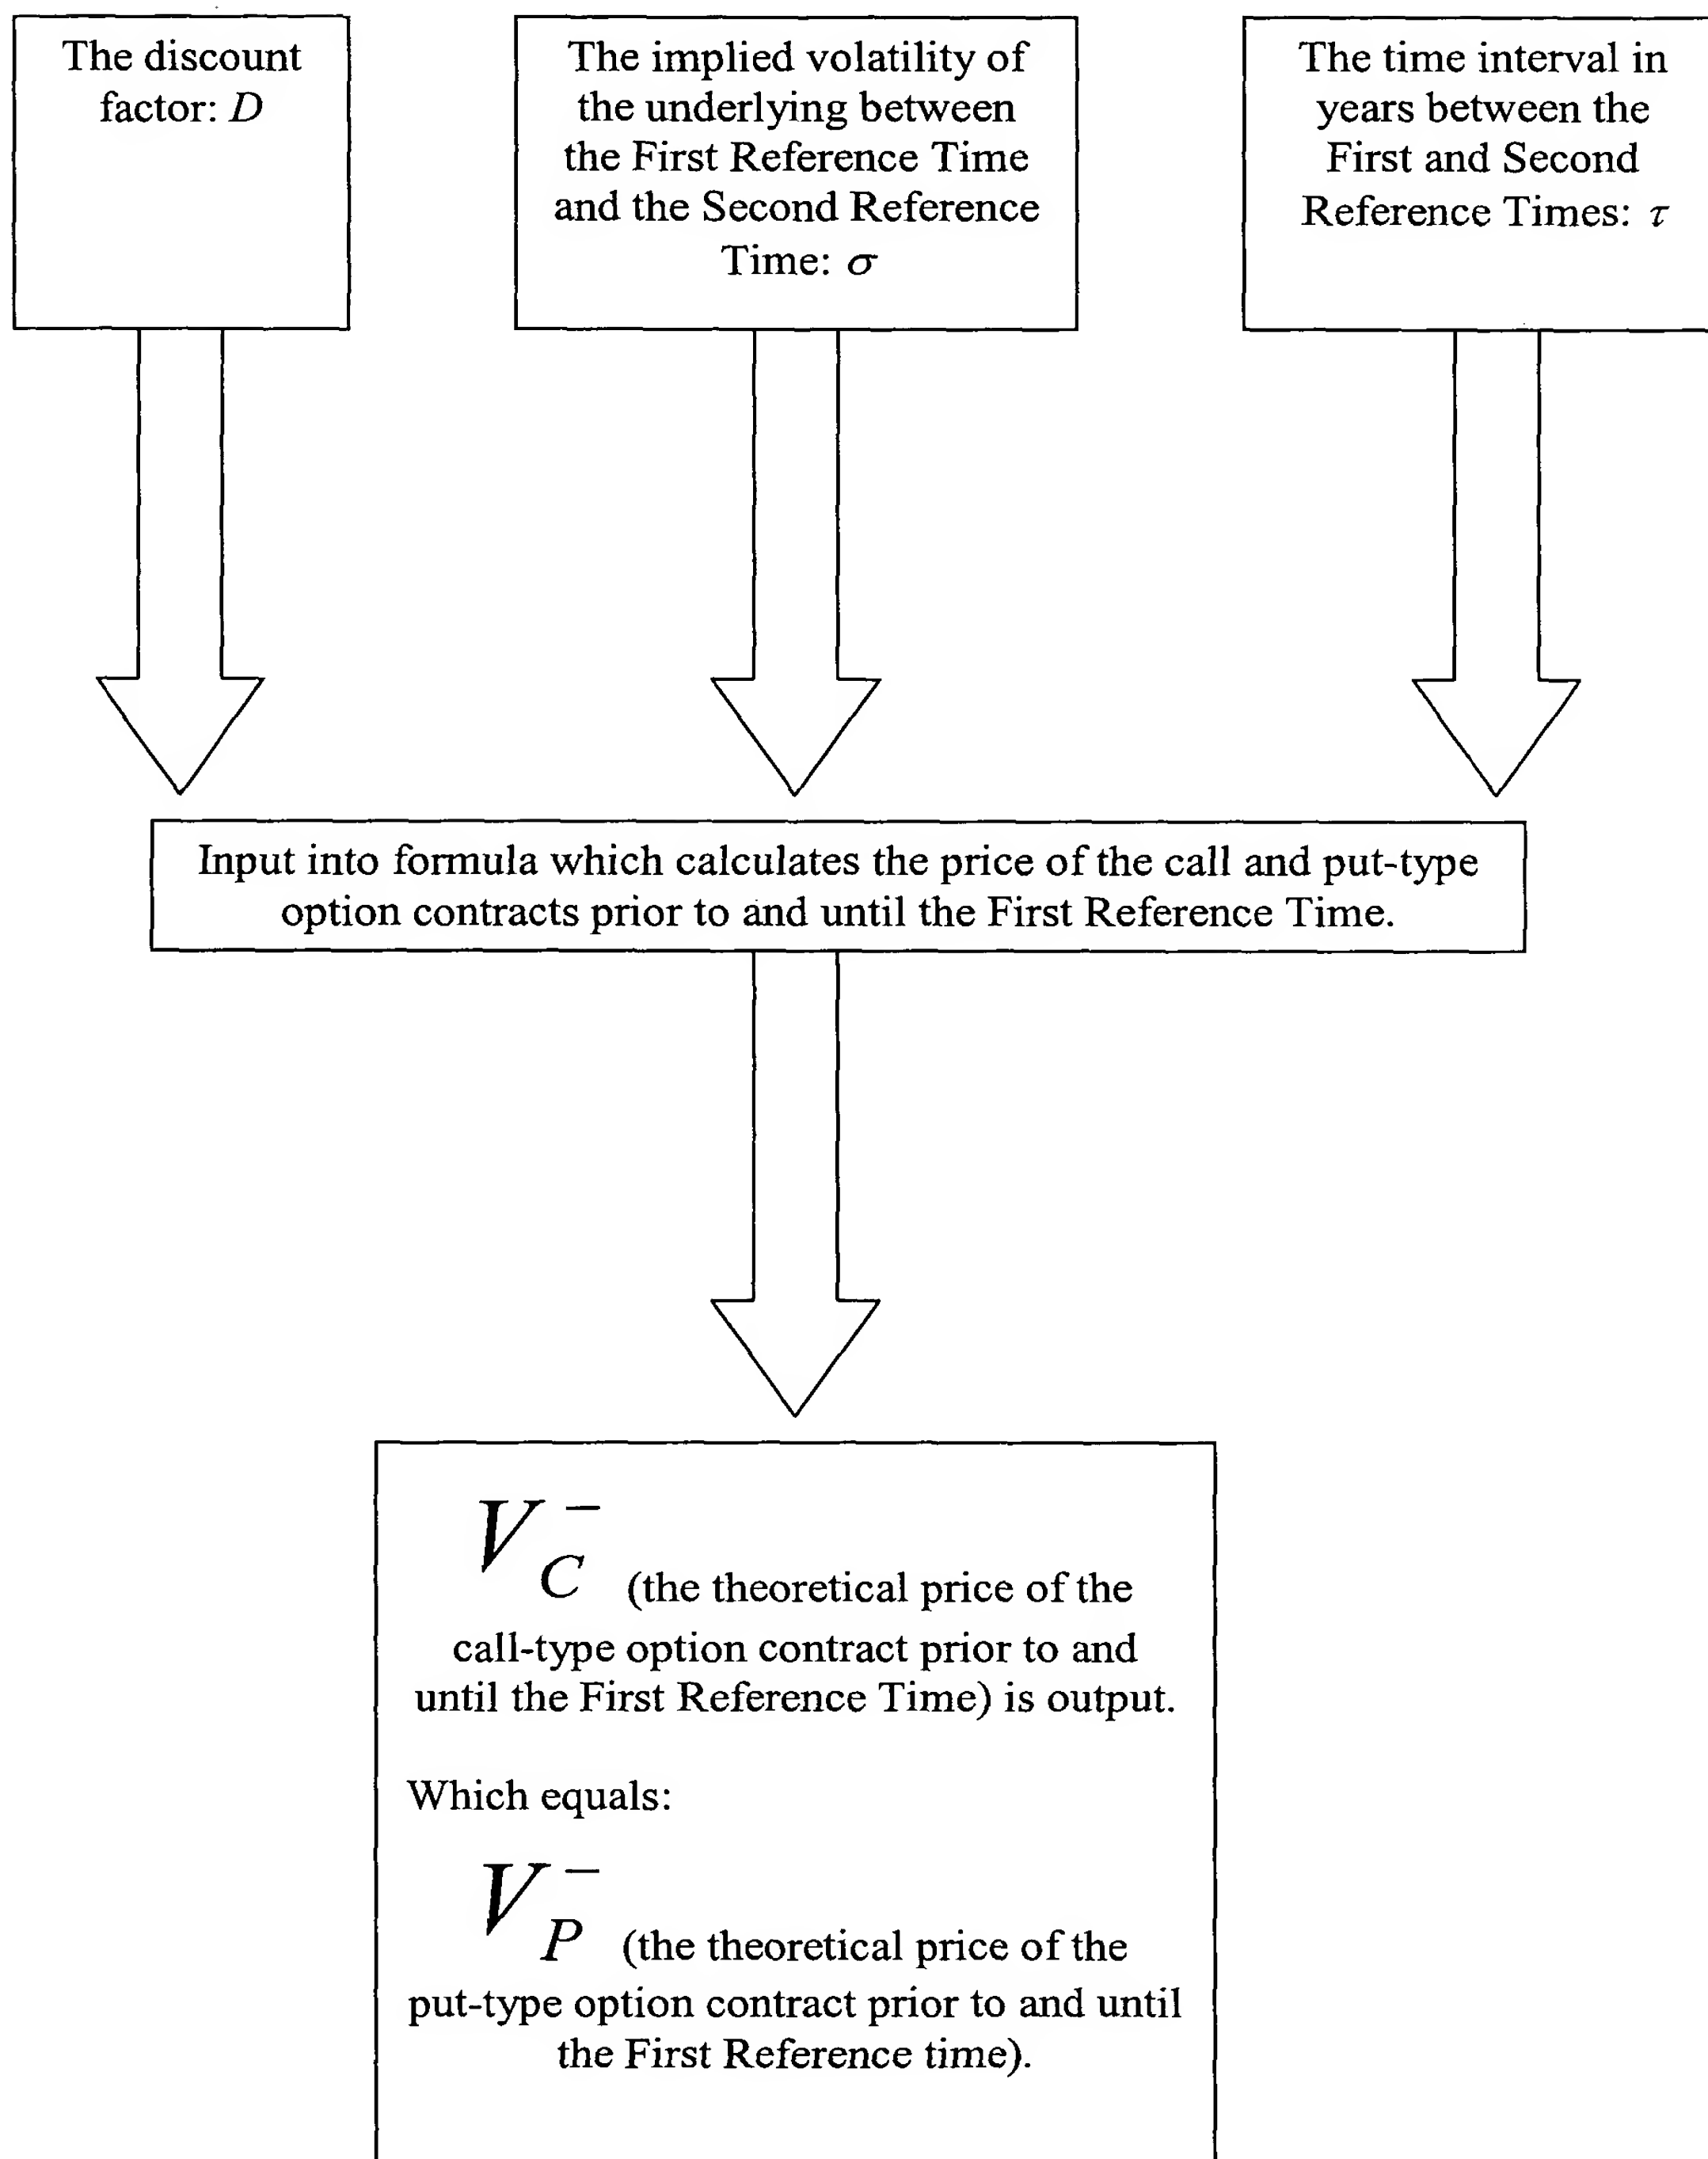 The discount
factor: D
The implied volatility of
the underlying between
the First Reference Time
and the Second Reference
Time: σ
The time interval in
years between the
First and Second
Reference Times: τ
Input into formula which calculates the price of the call and put-type
option contracts prior to and until the First Reference Time.
V_C^− (the theoretical price of the
call-type option contract prior to and
until the First Reference Time) is output.
Which equals:
V_P^− (the theoretical price of the
put-type option contract prior to and until
the First Reference time).